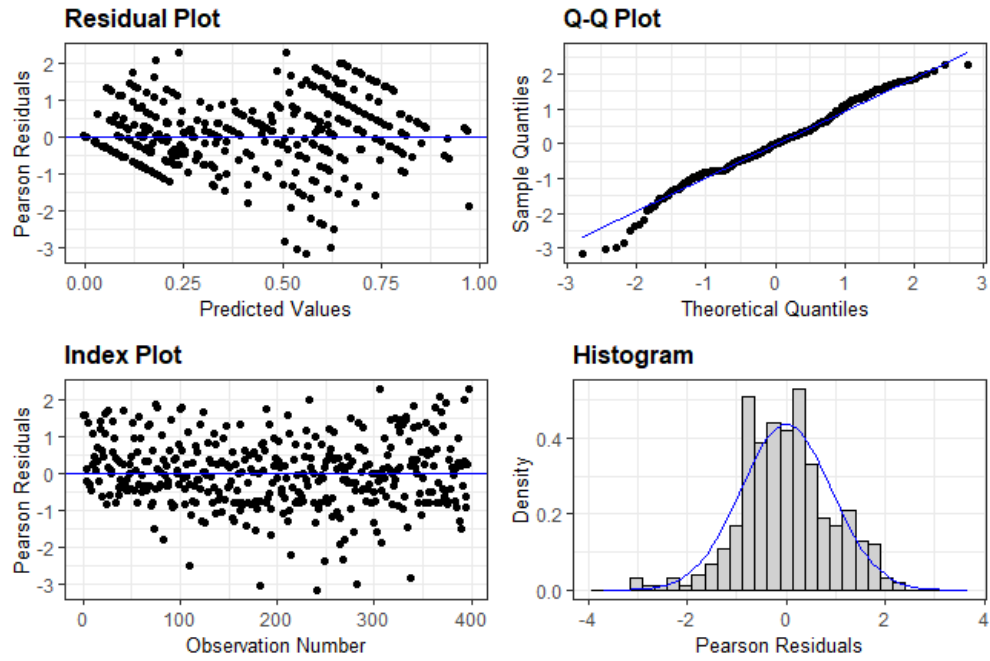 Residual Plot
Pearson Residuals
2
1
0
-1
-2
-3
0.00 0.25 0.50 0.75 1.00
Predicted Values
Q-Q Plot
Sample Quantiles
2
1
0
-1
-2
-3
-3 -2 -1 0 1 2 3
Theoretical Quantiles
Index Plot
Pearson Residuals
2
1
0
-1
-2
-3
0 100 200 300 400
Observation Number
Histogram
Density
0.4
0.2
0.0
-4 -2 0 2 4
Pearson Residuals